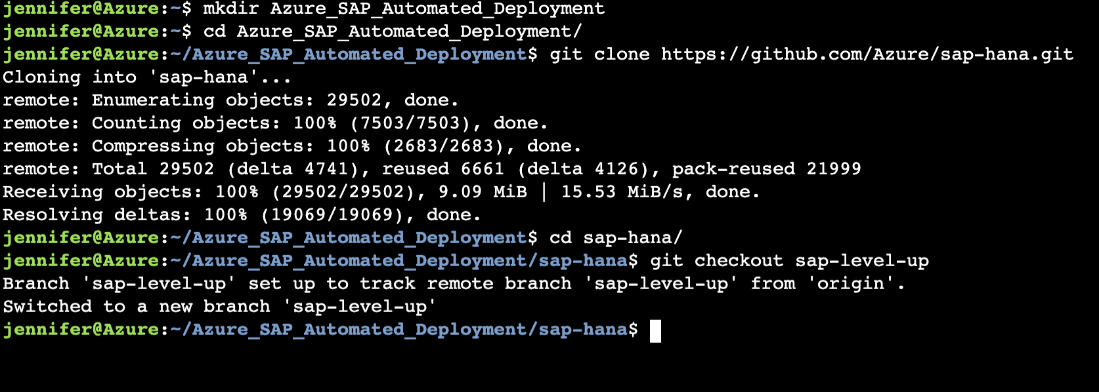 jennifer@Azure:~$ mkdir Azure_SAP_Automated_Deployment
jennifer@Azure:~$ cd Azure_SAP_Automated_Deployment/
jennifer@Azure:~/Azure_SAP_Automated_Deployment$ git clone https://github.com/Azure/sap-hana.git
Cloning into 'sap-hana'...
remote: Enumerating objects: 29502, done.
remote: Counting objects: 100% (7503/7503), done.
remote: Compressing objects: 100% (2683/2683), done.
remote: Total 29502 (delta 4741), reused 6661 (delta 4126), pack-reused 21999
Receiving objects: 100% (29502/29502), 9.09 MiB | 15.53 MiB/s, done.
Resolving deltas: 100% (19069/19069), done.
jennifer@Azure:~/Azure_SAP_Automated_Deployment$ cd sap-hana/
jennifer@Azure:~/Azure_SAP_Automated_Deployment/sap-hana$ git checkout sap-level-up
Branch 'sap-level-up' set up to track remote branch 'sap-level-up' from 'origin'.
Switched to a new branch 'sap-level-up'
jennifer@Azure:~/Azure_SAP_Automated_Deployment/sap-hana$